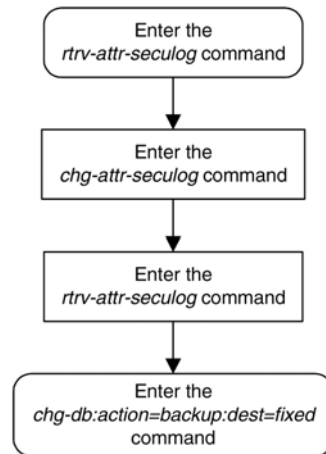 Enter the
rtrv-attr-seculog command
Enter the
chg-attr-seculog command
Enter the
rtrv-attr-seculog command
Enter the
chg-db:action=backup:dest=fixed
command